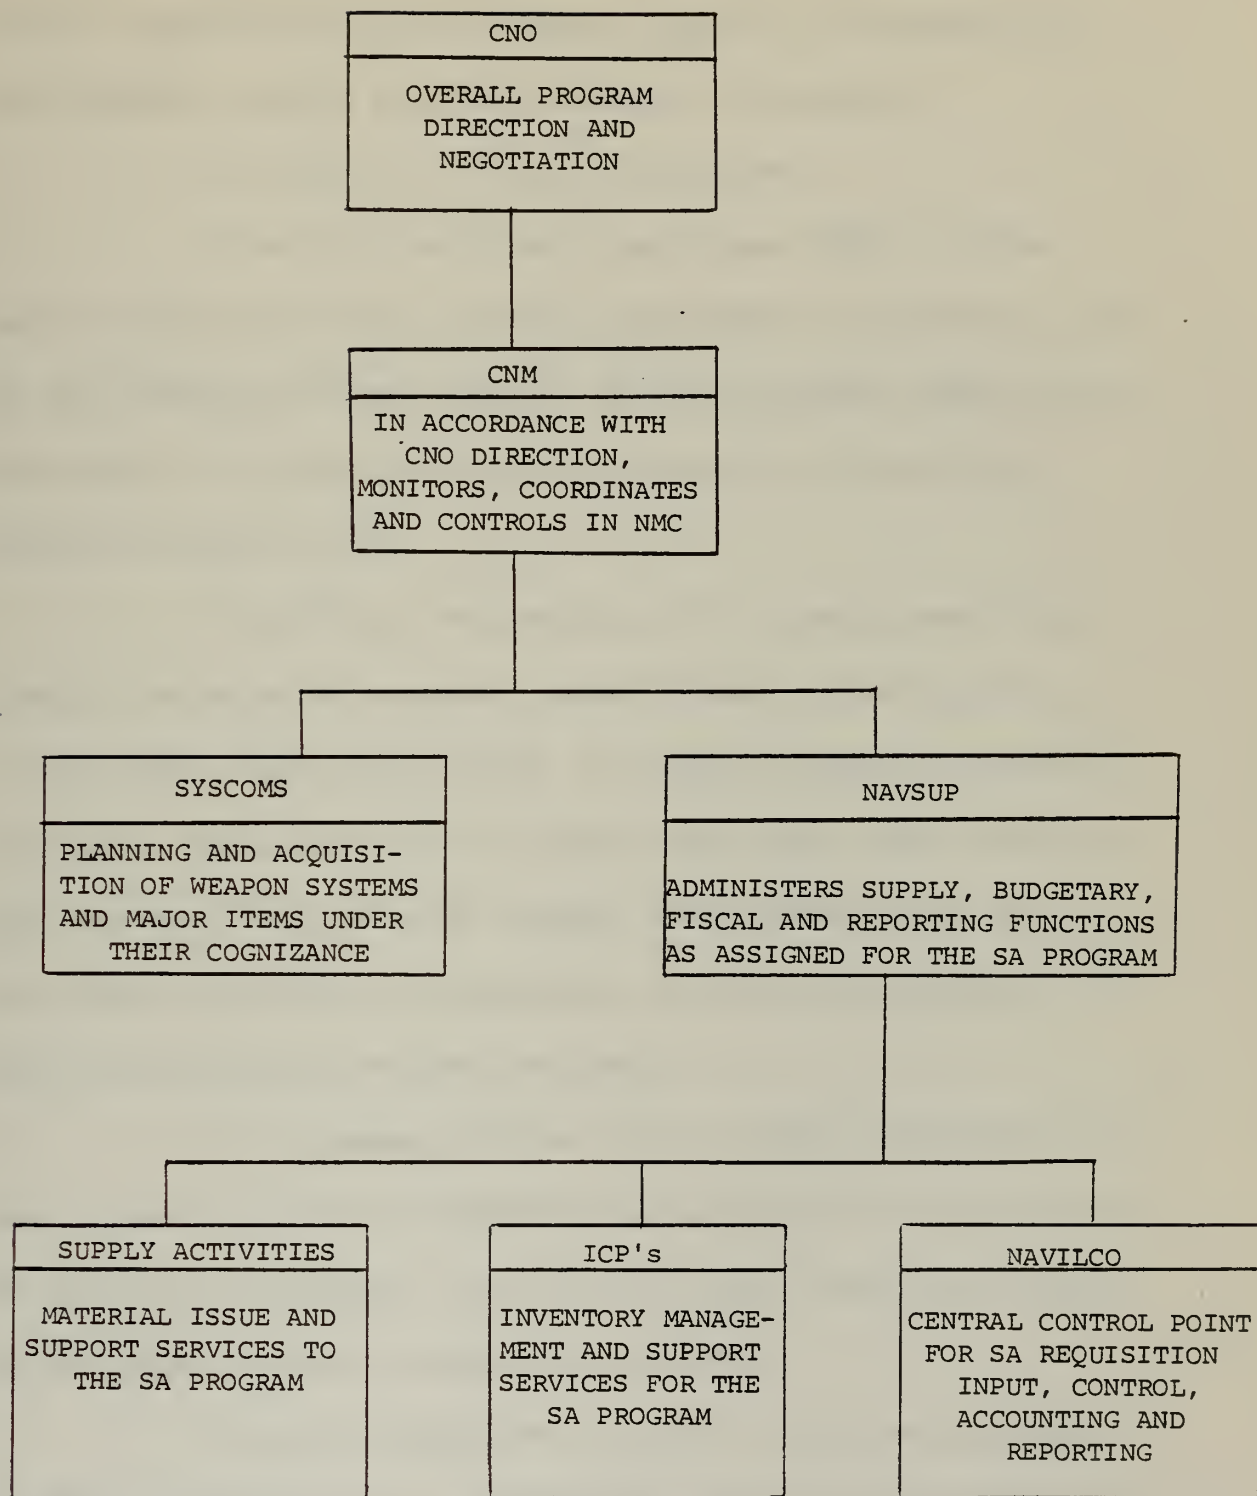 CNO
OVERALL PROGRAM
DIRECTION AND
NEGOTIATION
CNM
IN ACCORDANCE WITH
CNO DIRECTION,
MONITORS, COORDINATES
AND CONTROLS IN NMC
SYSCOMS
PLANNING AND ACQUISI-
TION OF WEAPON SYSTEMS
AND MAJOR ITEMS UNDER
THEIR COGNIZANCE
NAVSUP
ADMINISTERS SUPPLY, BUDGETARY,
FISCAL AND REPORTING FUNCTIONS
AS ASSIGNED FOR THE SA PROGRAM
SUPPLY ACTIVITIES
MATERIAL ISSUE AND
SUPPORT SERVICES TO
THE SA PROGRAM
ICP's
INVENTORY MANAGE-
MENT AND SUPPORT
SERVICES FOR THE
SA PROGRAM
NAVILCO
CENTRAL CONTROL POINT
FOR SA REQUISITION
INPUT, CONTROL,
ACCOUNTING AND
REPORTING